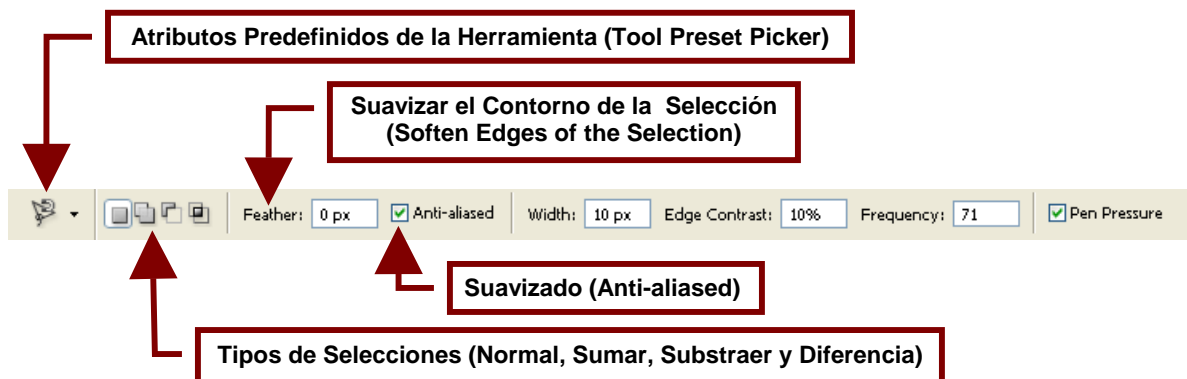 Atributos Predefinidos de la Herramienta (Tool Preset Picker)
Suavizar el Contorno de la Selección
(Soften Edges of the Selection)
Feather: 0 px Anti-aliased Width: 10 px Edge Contrast: 10% Frequency: 71 Pen Pressure
Suavizado (Anti-aliased)
Tipos de Selecciones (Normal, Sumar, Substraer y Diferencia)